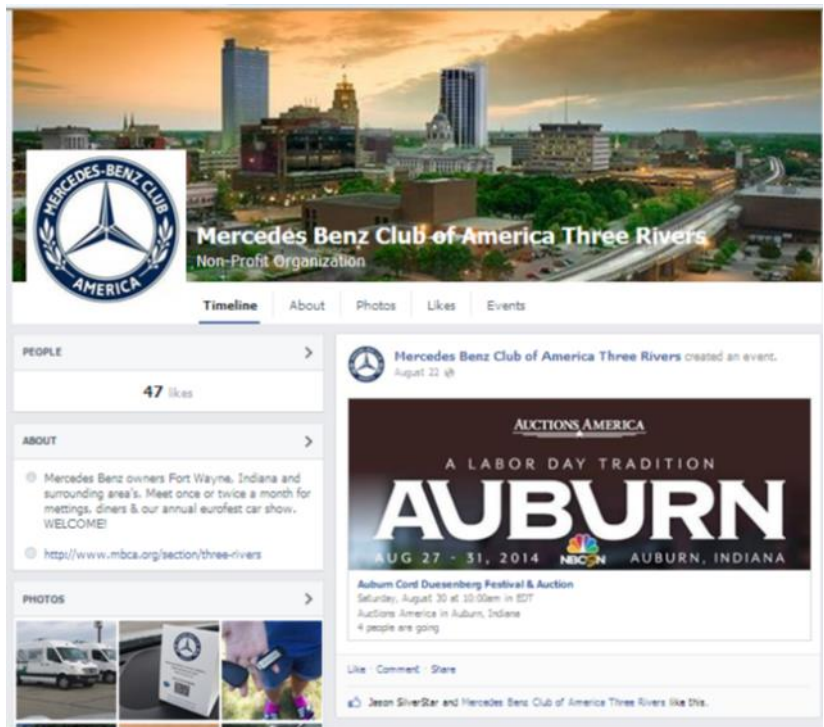 MERCEDES-BENZ CLUB
AMERICA
Mercedes Benz Club of America Three Rivers
Non-Profit Organization
Timeline About Photos Likes Events
PEOPLE
47 likes
ABOUT
Mercedes Benz owners Fort Wayne, Indiana and
surrounding area's. Meet once or twice a month for
mettings, diners & our annual eurofest car show.
WELCOME!
http://www.mbca.org/section/three-rivers
PHOTOS
Mercedes Benz Club of America Three Rivers created an event.
August 22
AUCTIONS AMERICA
A LABOR DAY TRADITION
AUBURN
AUG 27 - 31, 2014 NBCSN AUBURN, INDIANA
Auburn Cord Duesenberg Festival & Auction
Saturday, August 30 at 10:00am in EDT
Auctions America in Auburn, Indiana
4 people are going
Like · Comment · Share
Jason SilverStar and Mercedes Benz Club of America Three Rivers like this.